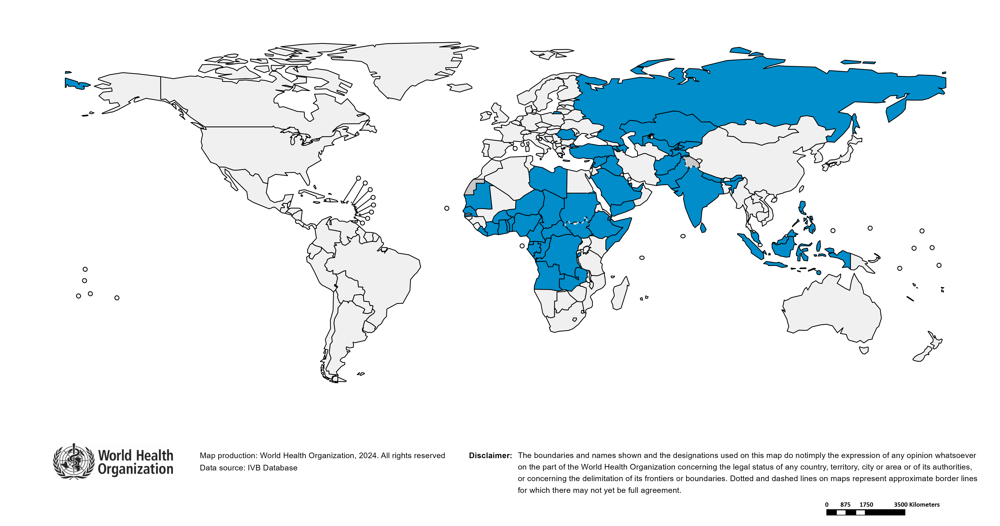 World Health
Organization
Map production: World Health Organization, 2024. All rights reserved
Data source: IVB Database
Disclaimer: The boundaries and names shown and the designations used on this map do notimply the expression of any opinion whatsoever
on the part of the World Health Organization concerning the legal status of any country, territory, city or area or of its authorities,
or concerning the delimitation of its frontiers or boundaries. Dotted and dashed lines on maps represent approximate border lines
for which there may not yet be full agreement.
0 875 1750 3500 Kilometers